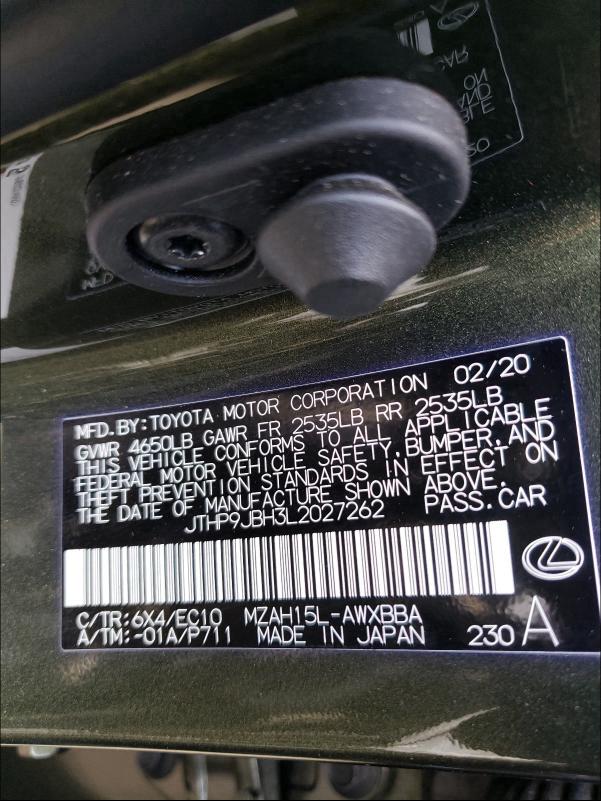 MFD.BY:TOYOTA MOTOR CORPORATION 02/20
GVWR 4650LB GAWR FR 2535LB RR 2535LB
THIS VEHICLE CONFORMS TO ALL APPLICABLE
FEDERAL MOTOR VEHICLE SAFETY,BUMPER,AND
THEFT PREVENTION STANDARDS IN EFFECT ON
THE DATE OF MANUFACTURE SHOWN ABOVE.
JTHP9JBH3L2027262 PASS.CAR
C/TR:6X4/EC10 MZAH15L-AWXBBA
A/TM:-01A/P711 MADE IN JAPAN 230 A